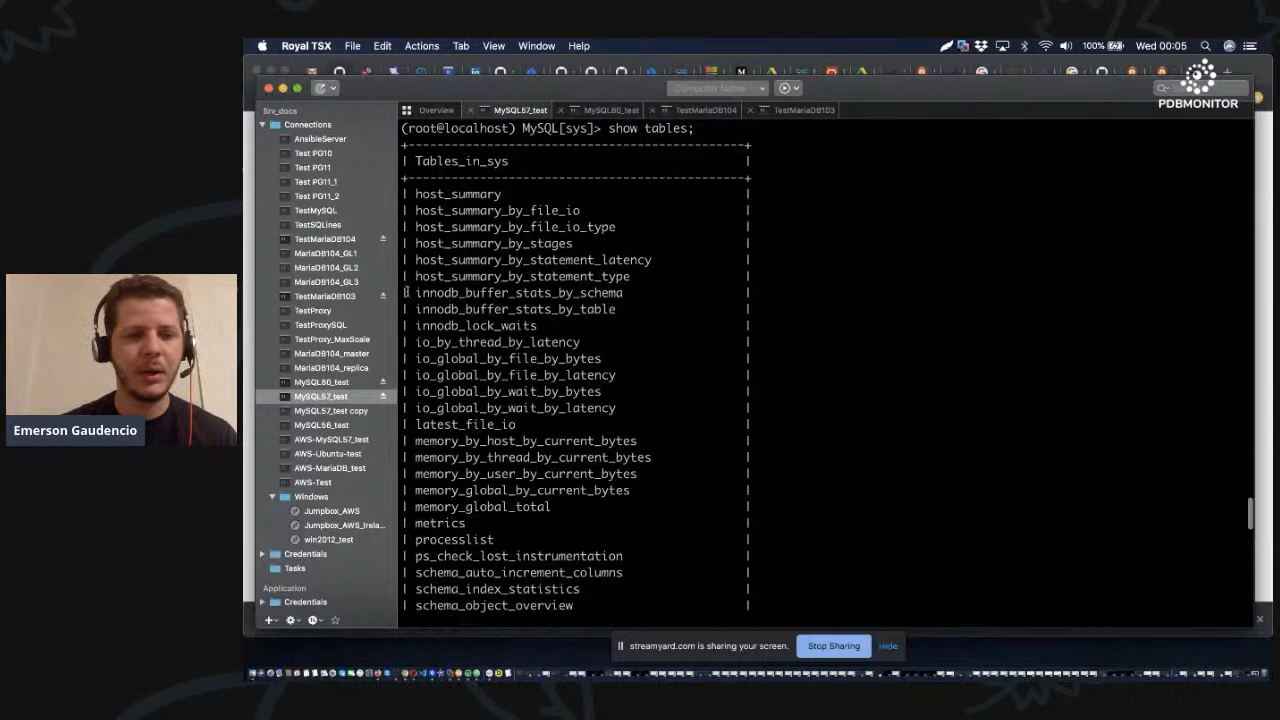 Royal TSX File Edit Actions Tab View Window Help
100% Wed 00:05
Computer Name
PDBMONITOR
Srv_docs
Overview MySQL57_test MySQL80_test TestMariaDB104 TestMariaDB103
Connections
AnsibleServer
Test PG10
Test PG11
Test PG11_1
Test PG11_2
TestMySQL
TestSQLines
TestMariaDB104
MariaDB104_GL1
MariaDB104_GL2
MariaDB104_GL3
TestMariaDB103
TestProxy
TestProxySQL
TestProxy_MaxScale
MariaDB104_master
MariaDB104_replica
MySQL80_test
MySQL57_test
MySQL57_test copy
MySQL56_test
AWS-MySQL57_test
AWS-Ubuntu-test
AWS-MariaDB_test
AWS-Test
Windows
Jumpbox_AWS
Jumpbox_AWS_Irela...
win2012_test
Credentials
Tasks
Application
Credentials
(root@localhost) MySQL[sys]> show tables;
+-----------------------------------------------+
| Tables_in_sys |
+-----------------------------------------------+
| host_summary |
| host_summary_by_file_io |
| host_summary_by_file_io_type |
| host_summary_by_stages |
| host_summary_by_statement_latency |
| host_summary_by_statement_type |
| innodb_buffer_stats_by_schema |
| innodb_buffer_stats_by_table |
| innodb_lock_waits |
| io_by_thread_by_latency |
| io_global_by_file_by_bytes |
| io_global_by_file_by_latency |
| io_global_by_wait_by_bytes |
| io_global_by_wait_by_latency |
| latest_file_io |
| memory_by_host_by_current_bytes |
| memory_by_thread_by_current_bytes |
| memory_by_user_by_current_bytes |
| memory_global_by_current_bytes |
| memory_global_total |
| metrics |
| processlist |
| ps_check_lost_instrumentation |
| schema_auto_increment_columns |
| schema_index_statistics |
| schema_object_overview |
Emerson Gaudencio
streamyard.com is sharing your screen. Stop Sharing Hide